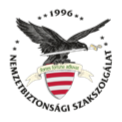 • 1996 •
NEMZETBIZTONSÁGI SZAKSZOLGÁLAT